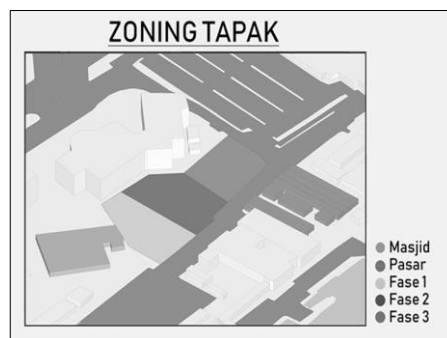 ZONING TAPAK
Masjid
Pasar
Fase 1
Fase 2
Fase 3